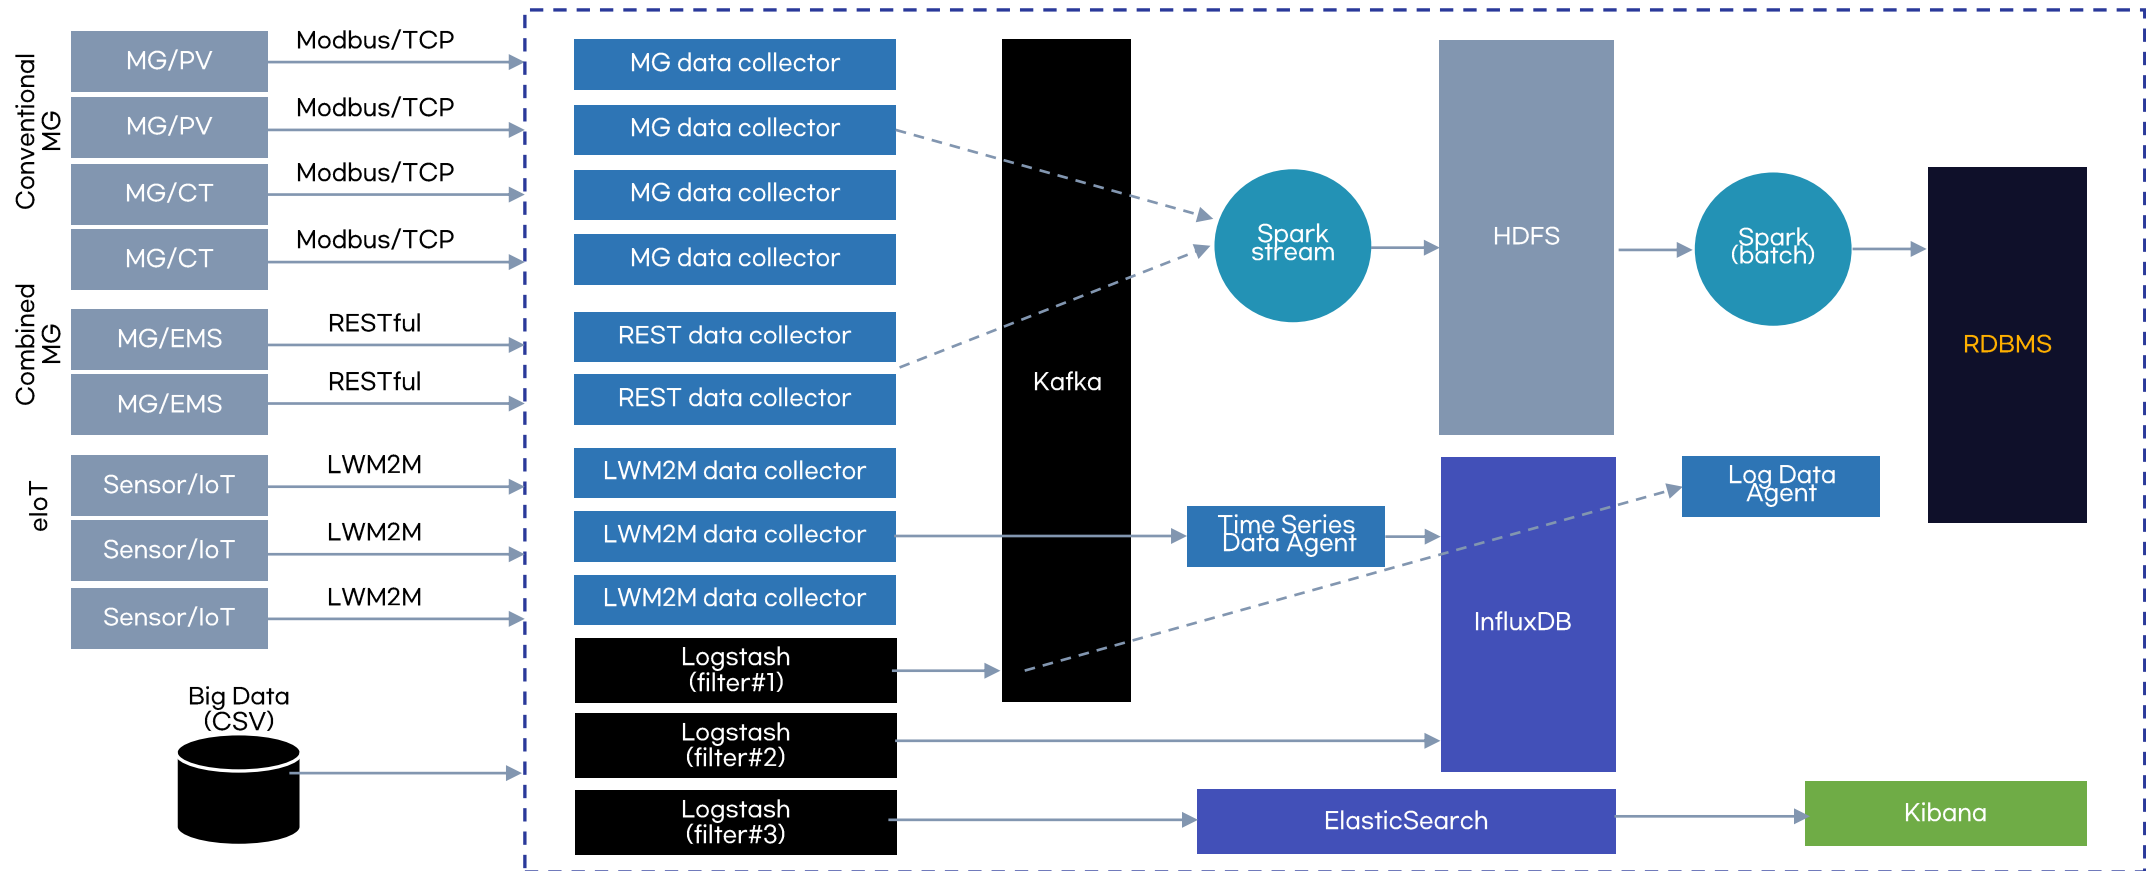 Conventional
MG
MG/PV
Modbus/TCP
MG/PV
Modbus/TCP
MG/CT
Modbus/TCP
MG/CT
Modbus/TCP
Combined
MG
MG/EMS
RESTful
MG/EMS
RESTful
eIoT
Sensor/IoT
LWM2M
Sensor/IoT
LWM2M
Sensor/IoT
LWM2M
Big Data
(CSV)
MG data collector
MG data collector
MG data collector
MG data collector
REST data collector
REST data collector
LWM2M data collector
LWM2M data collector
LWM2M data collector
Logstash
(filter#1)
Logstash
(filter#2)
Logstash
(filter#3)
Kafka
Spark
stream
HDFS
Spark
(batch)
RDBMS
Time Series
Data Agent
InfluxDB
Log Data
Agent
ElasticSearch
Kibana